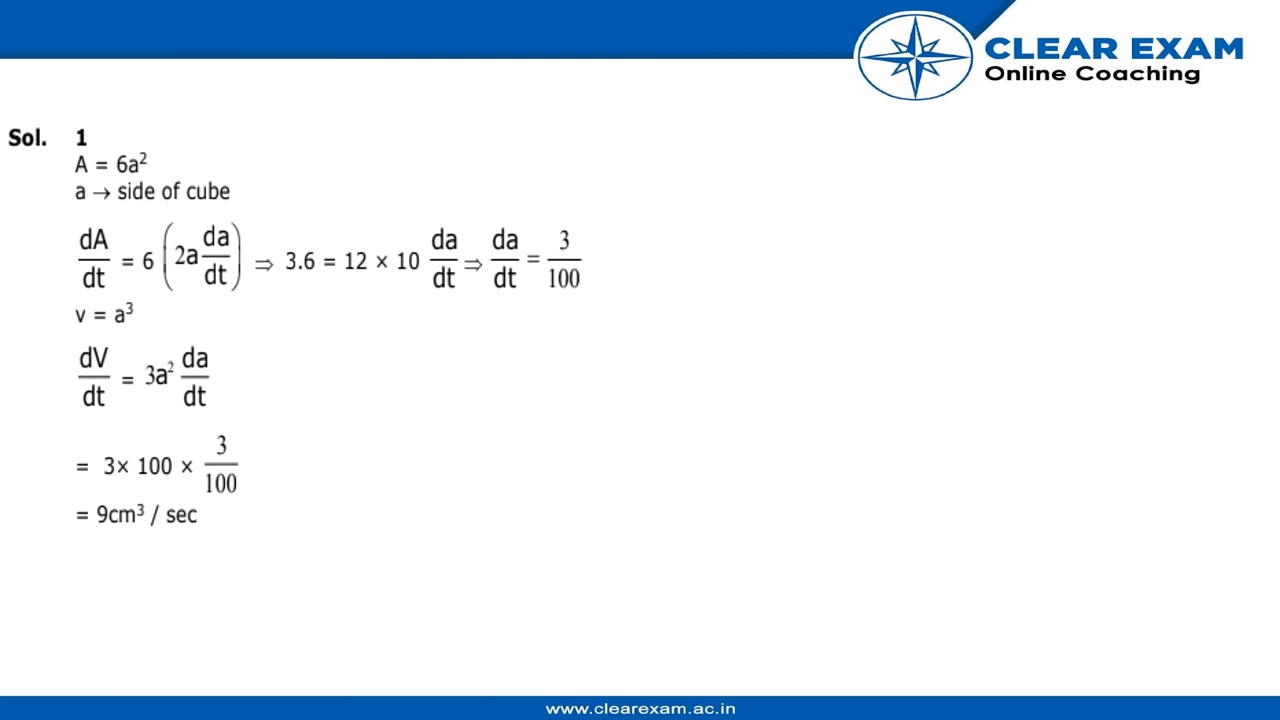 CLEAR EXAM
Online Coaching
Sol. 1
A = 6a²
a → side of cube
dA/dt = 6 (2a da/dt) ⇒ 3.6 = 12 × 10 da/dt ⇒ da/dt = 3/100
v = a³
dV/dt = 3a² da/dt
= 3× 100 × 3/100
= 9cm³ / sec
www.clearexam.ac.in